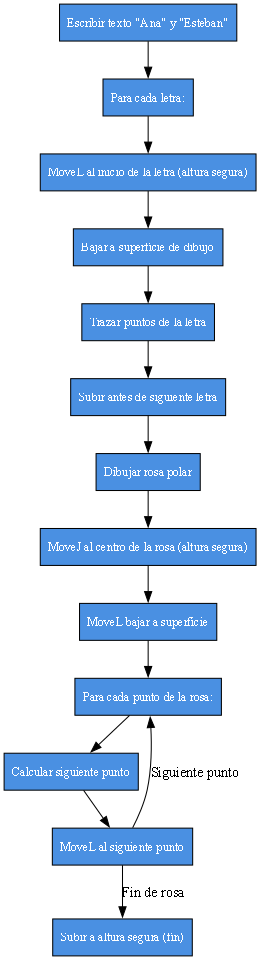 Escribir texto "Ana" y "Esteban"
Para cada letra:
MoveL al inicio de la letra (altura segura)
Bajar a superficie de dibujo
Trazar puntos de la letra
Subir antes de siguiente letra
Dibujar rosa polar
MoveJ al centro de la rosa (altura segura)
MoveL bajar a superficie
Para cada punto de la rosa:
Calcular siguiente punto
Siguiente punto
MoveL al siguiente punto
Fin de rosa
Subir a altura segura (fin)